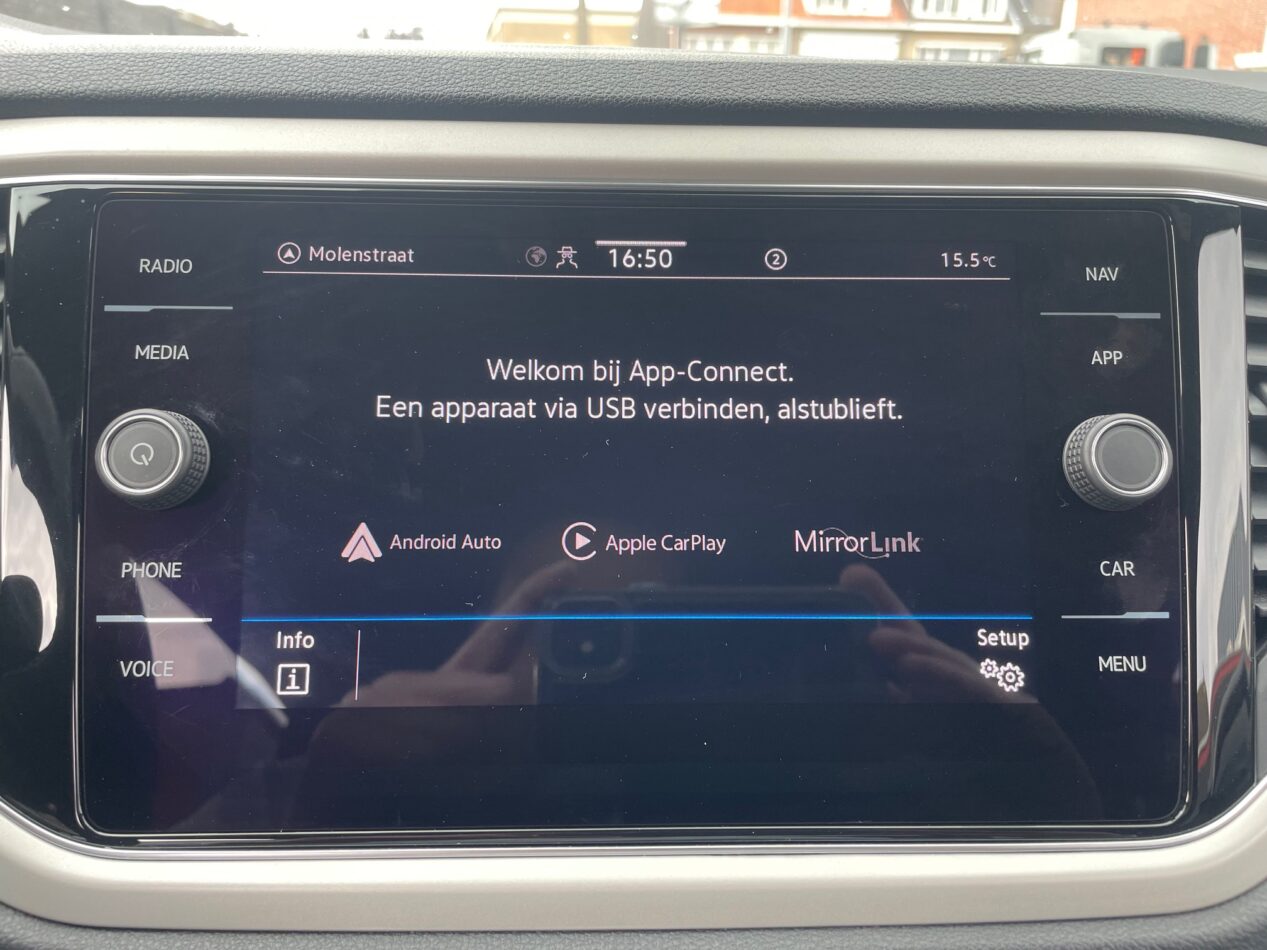 RADIO
MEDIA
PHONE
VOICE
Molenstraat 16:50 2 15.5°C
Welkom bij App-Connect.
Een apparaat via USB verbinden, alstublieft.
Android Auto Apple CarPlay MirrorLink
Info Setup
i
NAV
APP
CAR
MENU